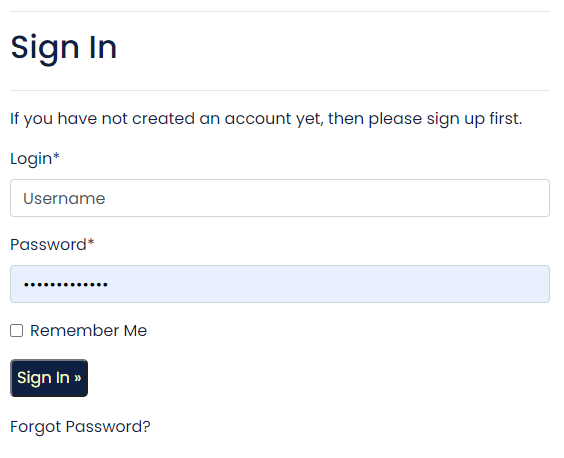 Sign In
If you have not created an account yet, then please sign up first.
Login*
Username
Password*
•••••••••••••
Remember Me
Sign In »
Forgot Password?